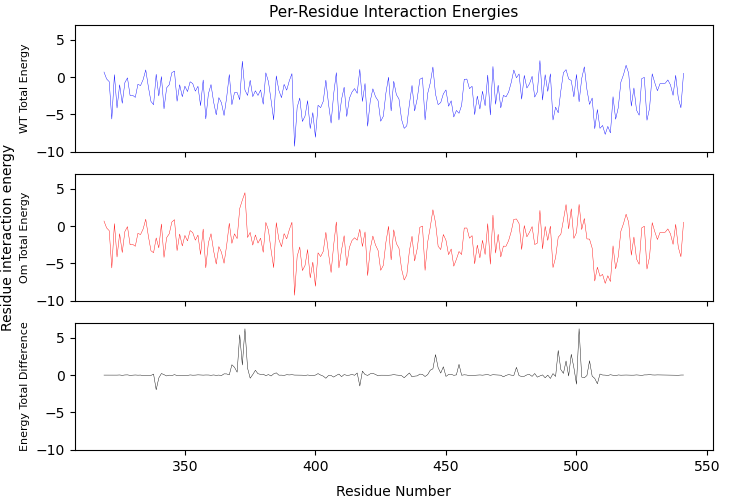 Per-Residue Interaction Energies
WT Total Energy
5
0
−5
−10
Residue interaction energy
Om Total Energy
5
0
−5
−10
Energy Total Difference
5
0
−5
−10
350
400
450
500
550
Residue Number